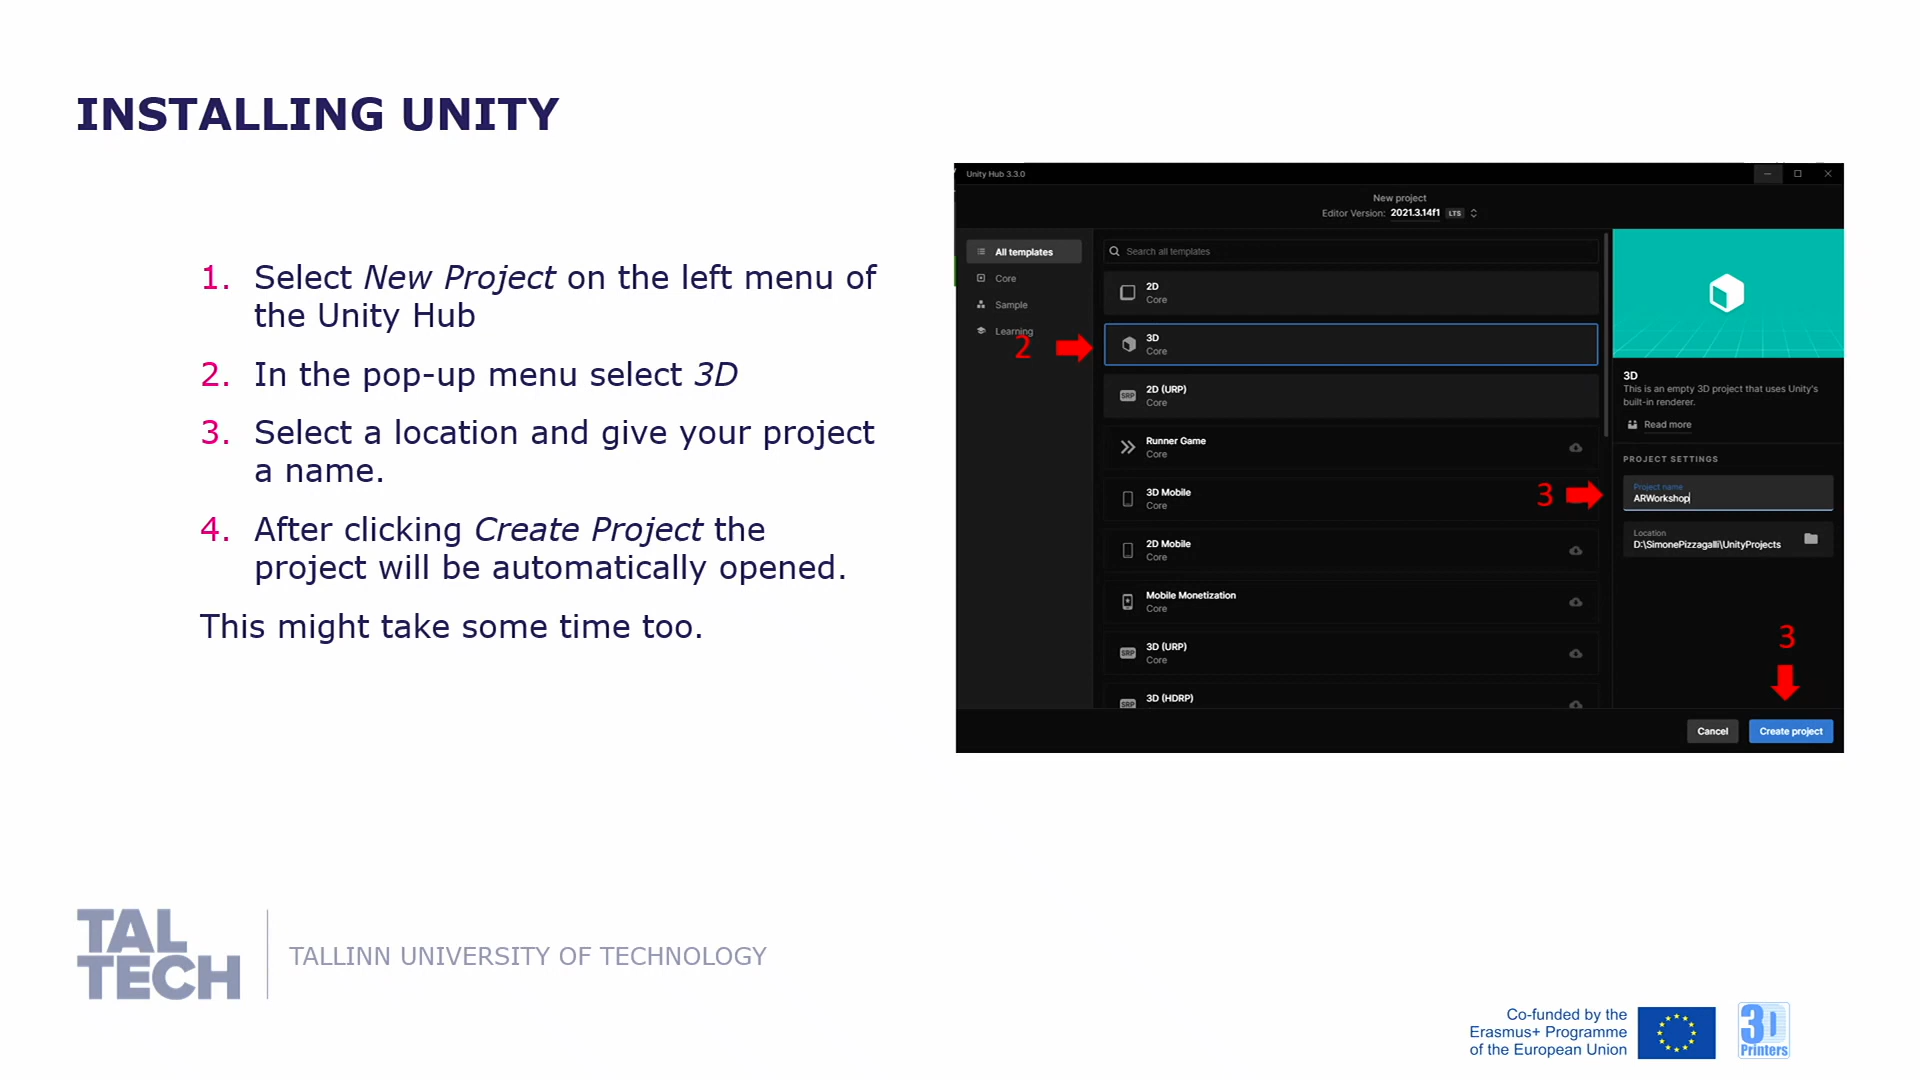 INSTALLING UNITY
1. Select New Project on the left menu of
the Unity Hub
2. In the pop-up menu select 3D
3. Select a location and give your project
a name.
4. After clicking Create Project the
project will be automatically opened.
This might take some time too.
Unity Hub 3.3.0
New project
Editor Version: 2021.3.14f1 LTS
All templates
Core
Sample
Learning
2
Search all templates
2D
Core
3D
Core
SRP
2D (URP)
Core
Runner Game
Core
3D Mobile
Core
2D Mobile
Core
Mobile Monetization
Core
SRP
3D (URP)
Core
SRP
3D (HDRP)
3D
This is an empty 3D project that uses Unity's
built-in renderer.
Read more
PROJECT SETTINGS
3
Project name
ARWorkshop
Location
D:\SimonePizzagalli\UnityProjects
3
Cancel
Create project
TAL
TECH
TALLINN UNIVERSITY OF TECHNOLOGY
Co-funded by the
Erasmus+ Programme
of the European Union
3D
Printers